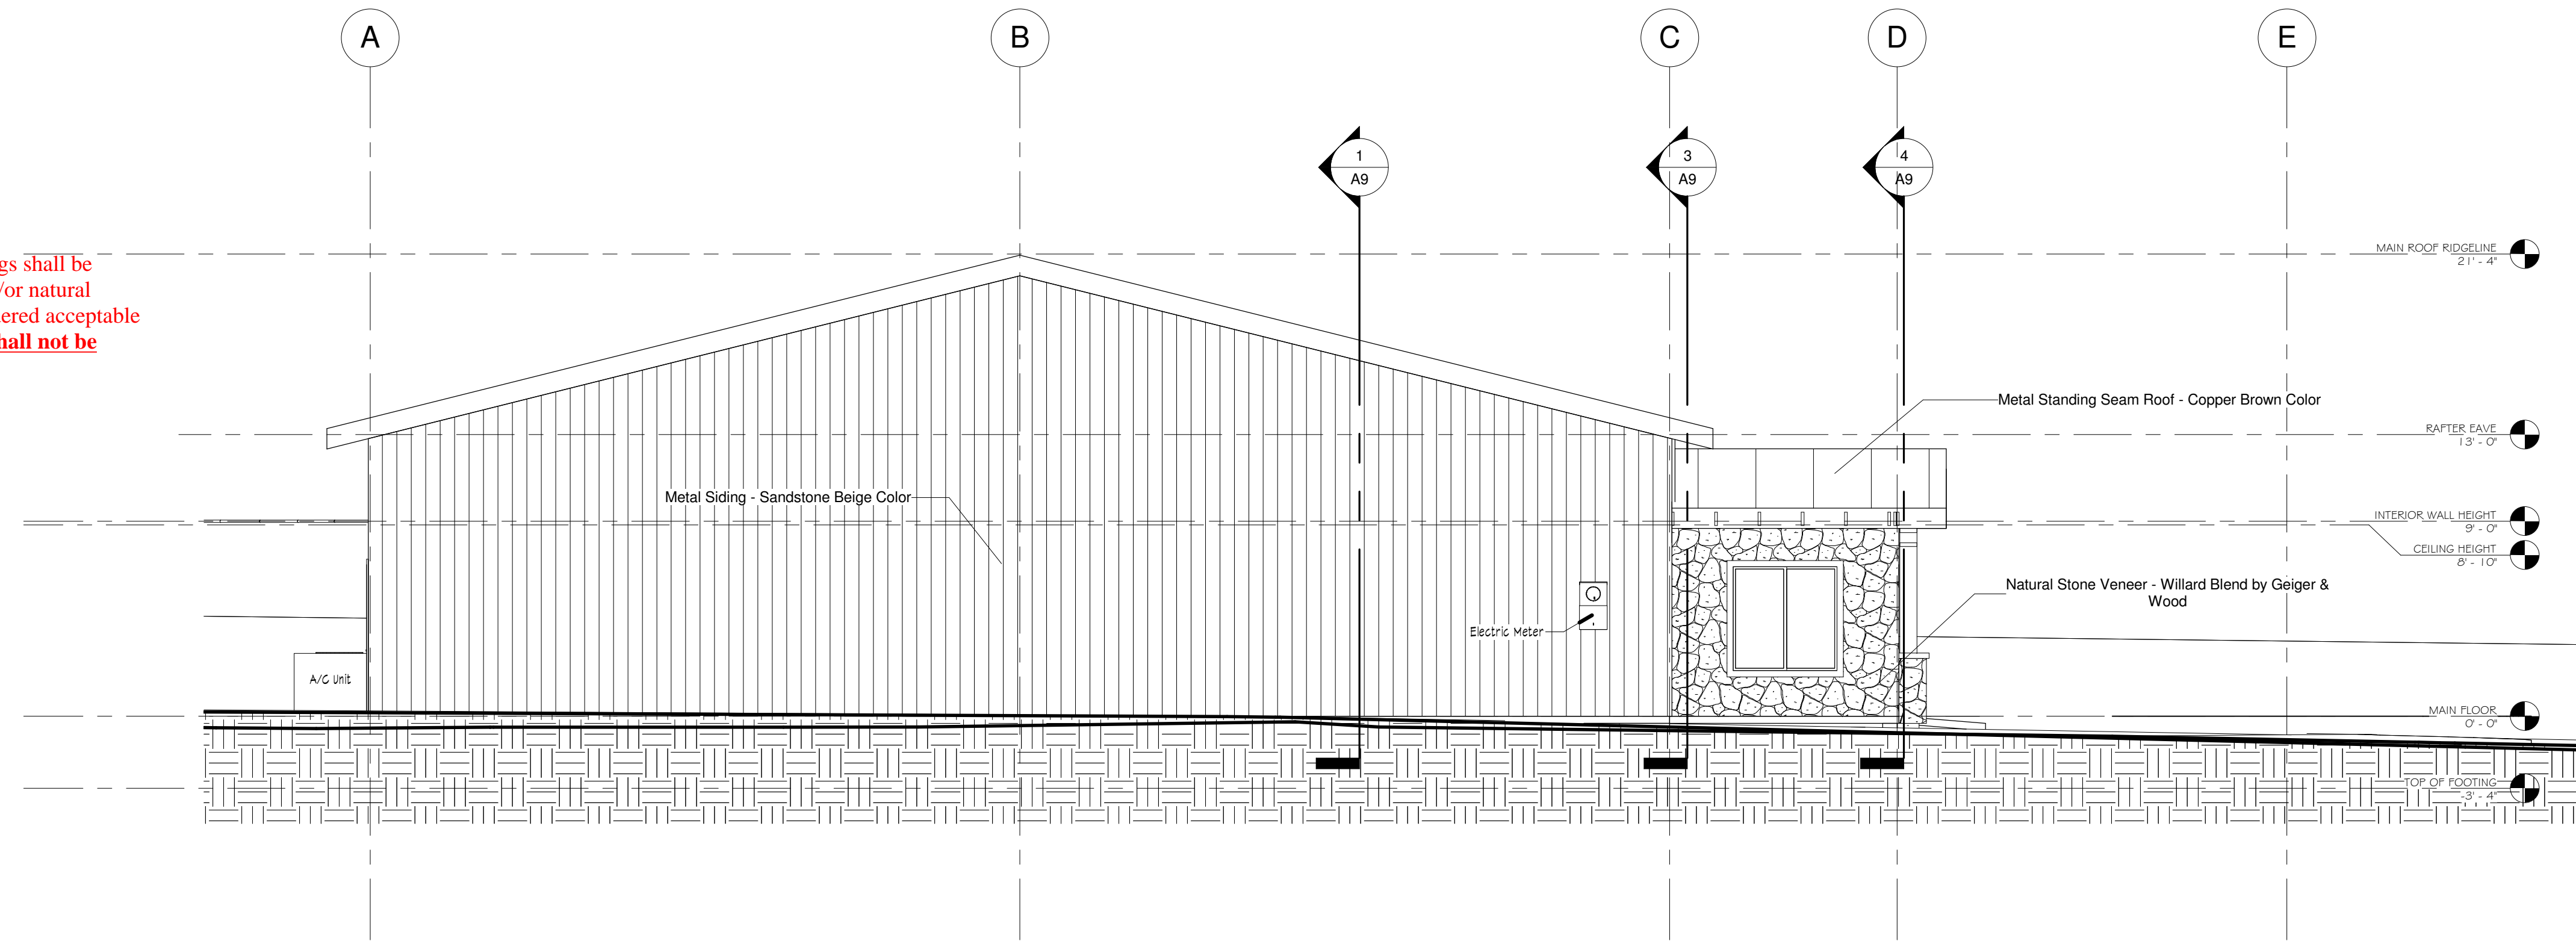 A
B
C
D
E
1
A9
3
A9
4
A9
MAIN ROOF RIDGELINE
21' - 4"
gs shall be
/or natural
ered acceptable
hall not be
Metal Standing Seam Roof - Copper Brown Color
RAFTER EAVE
13' - 0"
Metal Siding - Sandstone Beige Color
INTERIOR WALL HEIGHT
9' - 0"
CEILING HEIGHT
8' - 10"
Natural Stone Veneer - Willard Blend by Geiger &
Wood
Electric Meter
A/C Unit
MAIN FLOOR
0' - 0"
TOP OF FOOTING
-3' - 4"